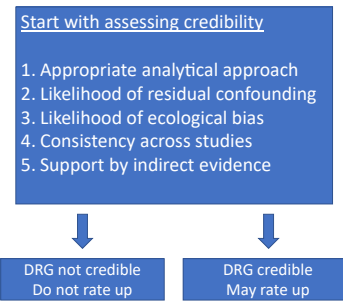 Start with assessing credibility
1. Appropriate analytical approach
2. Likelihood of residual confounding
3. Likelihood of ecological bias
4. Consistency across studies
5. Support by indirect evidence
DRG not credible
Do not rate up
DRG credible
May rate up